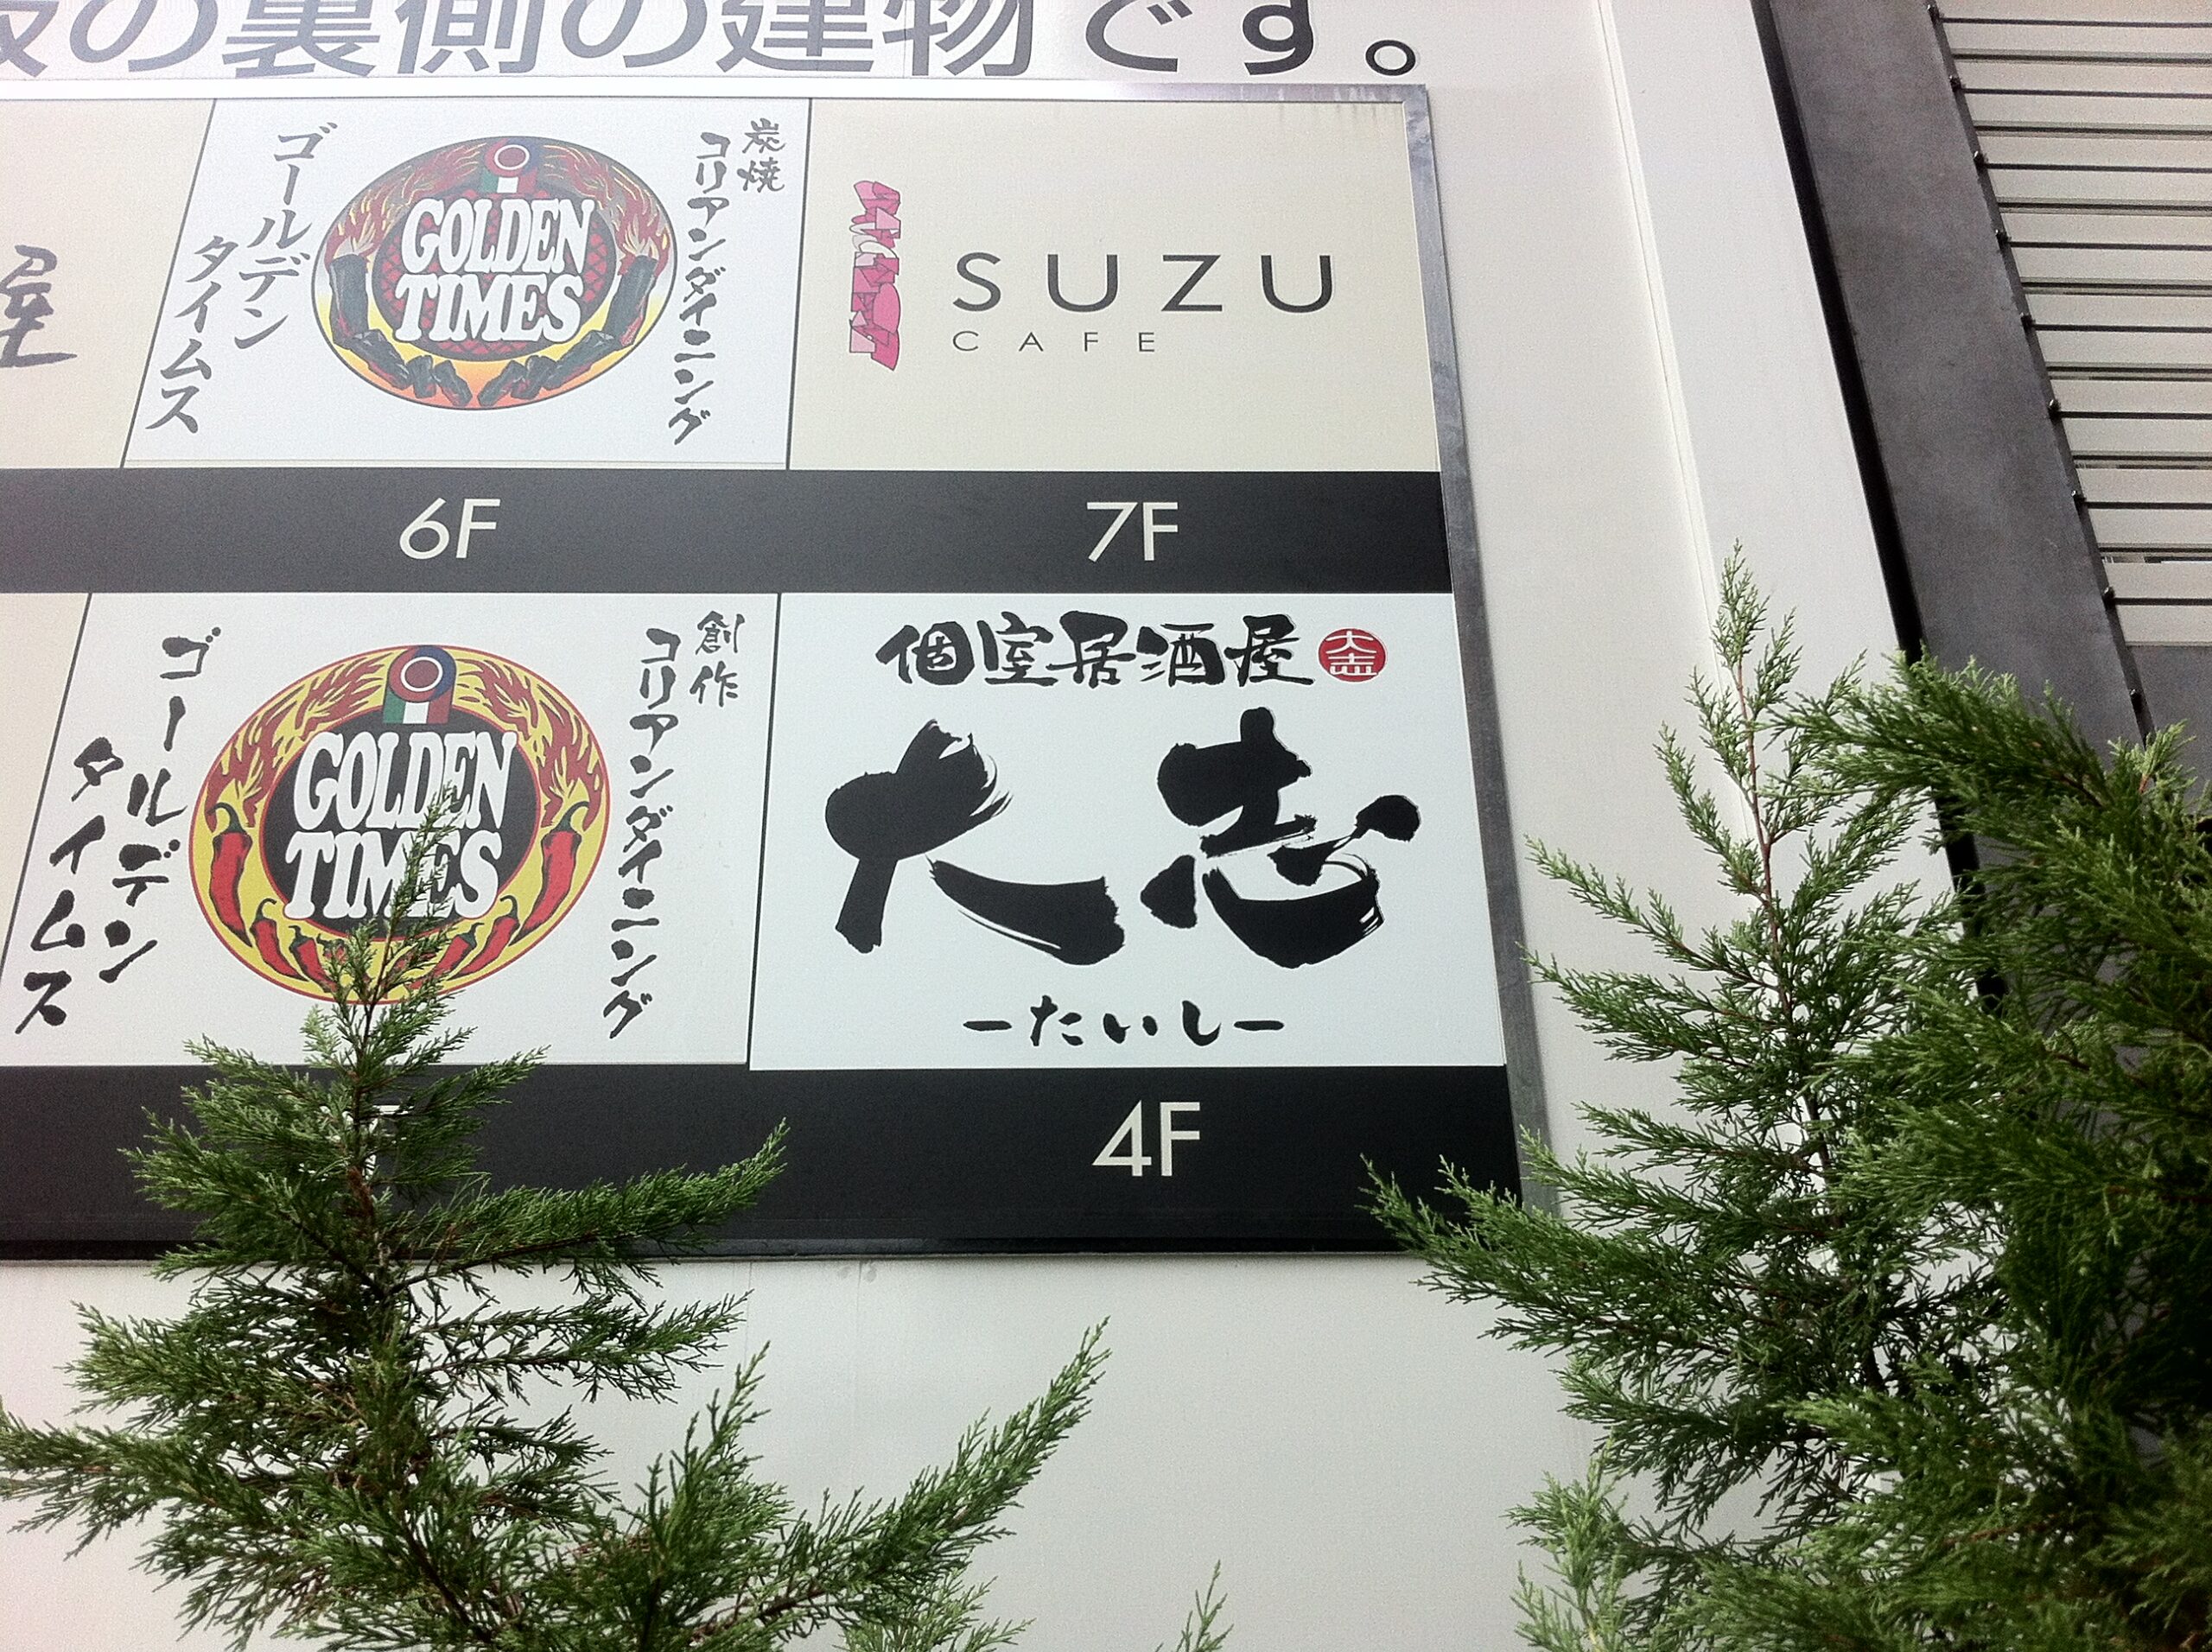 の裏側の建物です。
屋
炭焼
コリアンダイニング
GOLDEN
TIMES
ゴールデン
タイムス
SUZU
CAFE
6F
7F
創作
コリアンダイニング
GOLDEN
TIMES
ゴールデン
タイムス
個室居酒屋
大志
大志
ーたいしー
4F